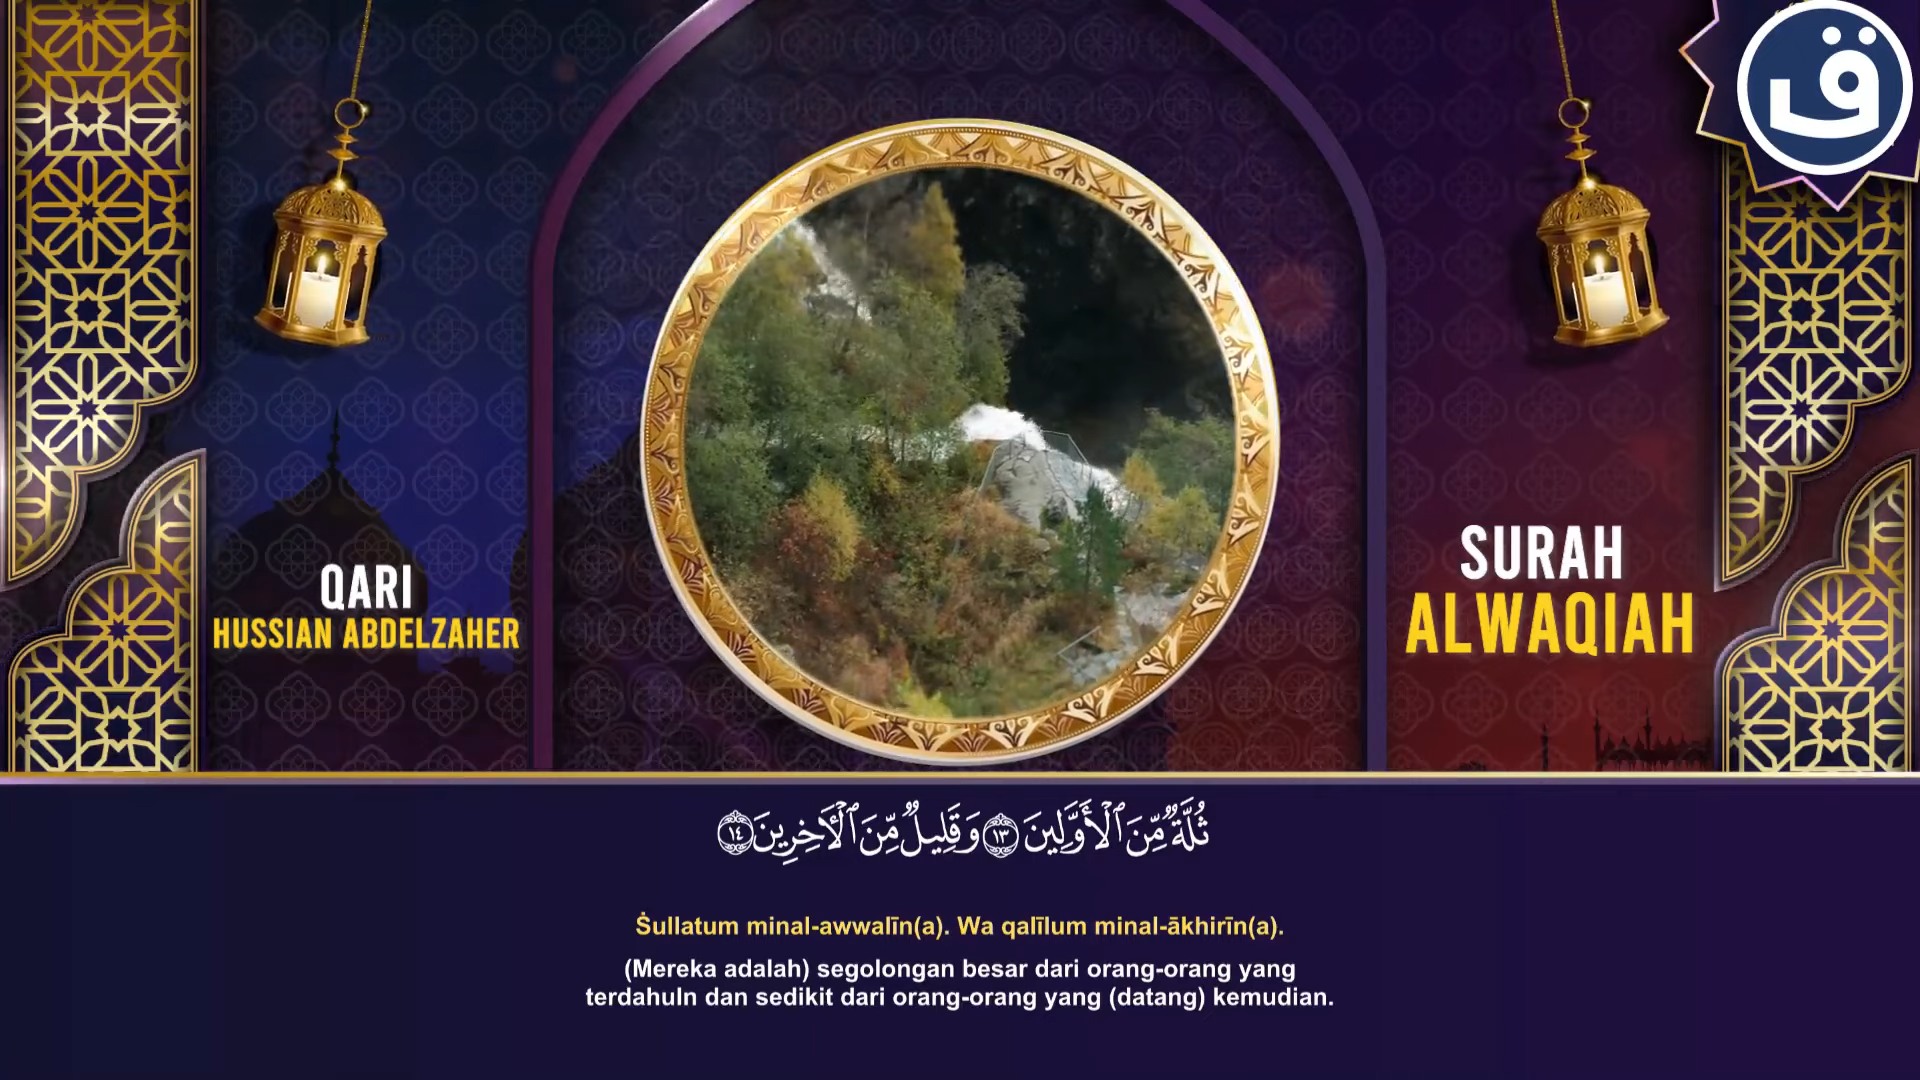 ق
QARI
HUSSIAN ABDELZAHER
SURAH
ALWAQIAH
ثُلَّةٌ مِّنَ ٱلْأَوَّلِينَ ١٣ وَقَلِيلٌ مِّنَ ٱلْـَٔاخِرِينَ ١٤
Ṡullatum minal-awwalīn(a). Wa qalīlum minal-ākhirīn(a).
(Mereka adalah) segolongan besar dari orang-orang yang
terdahuln dan sedikit dari orang-orang yang (datang) kemudian.